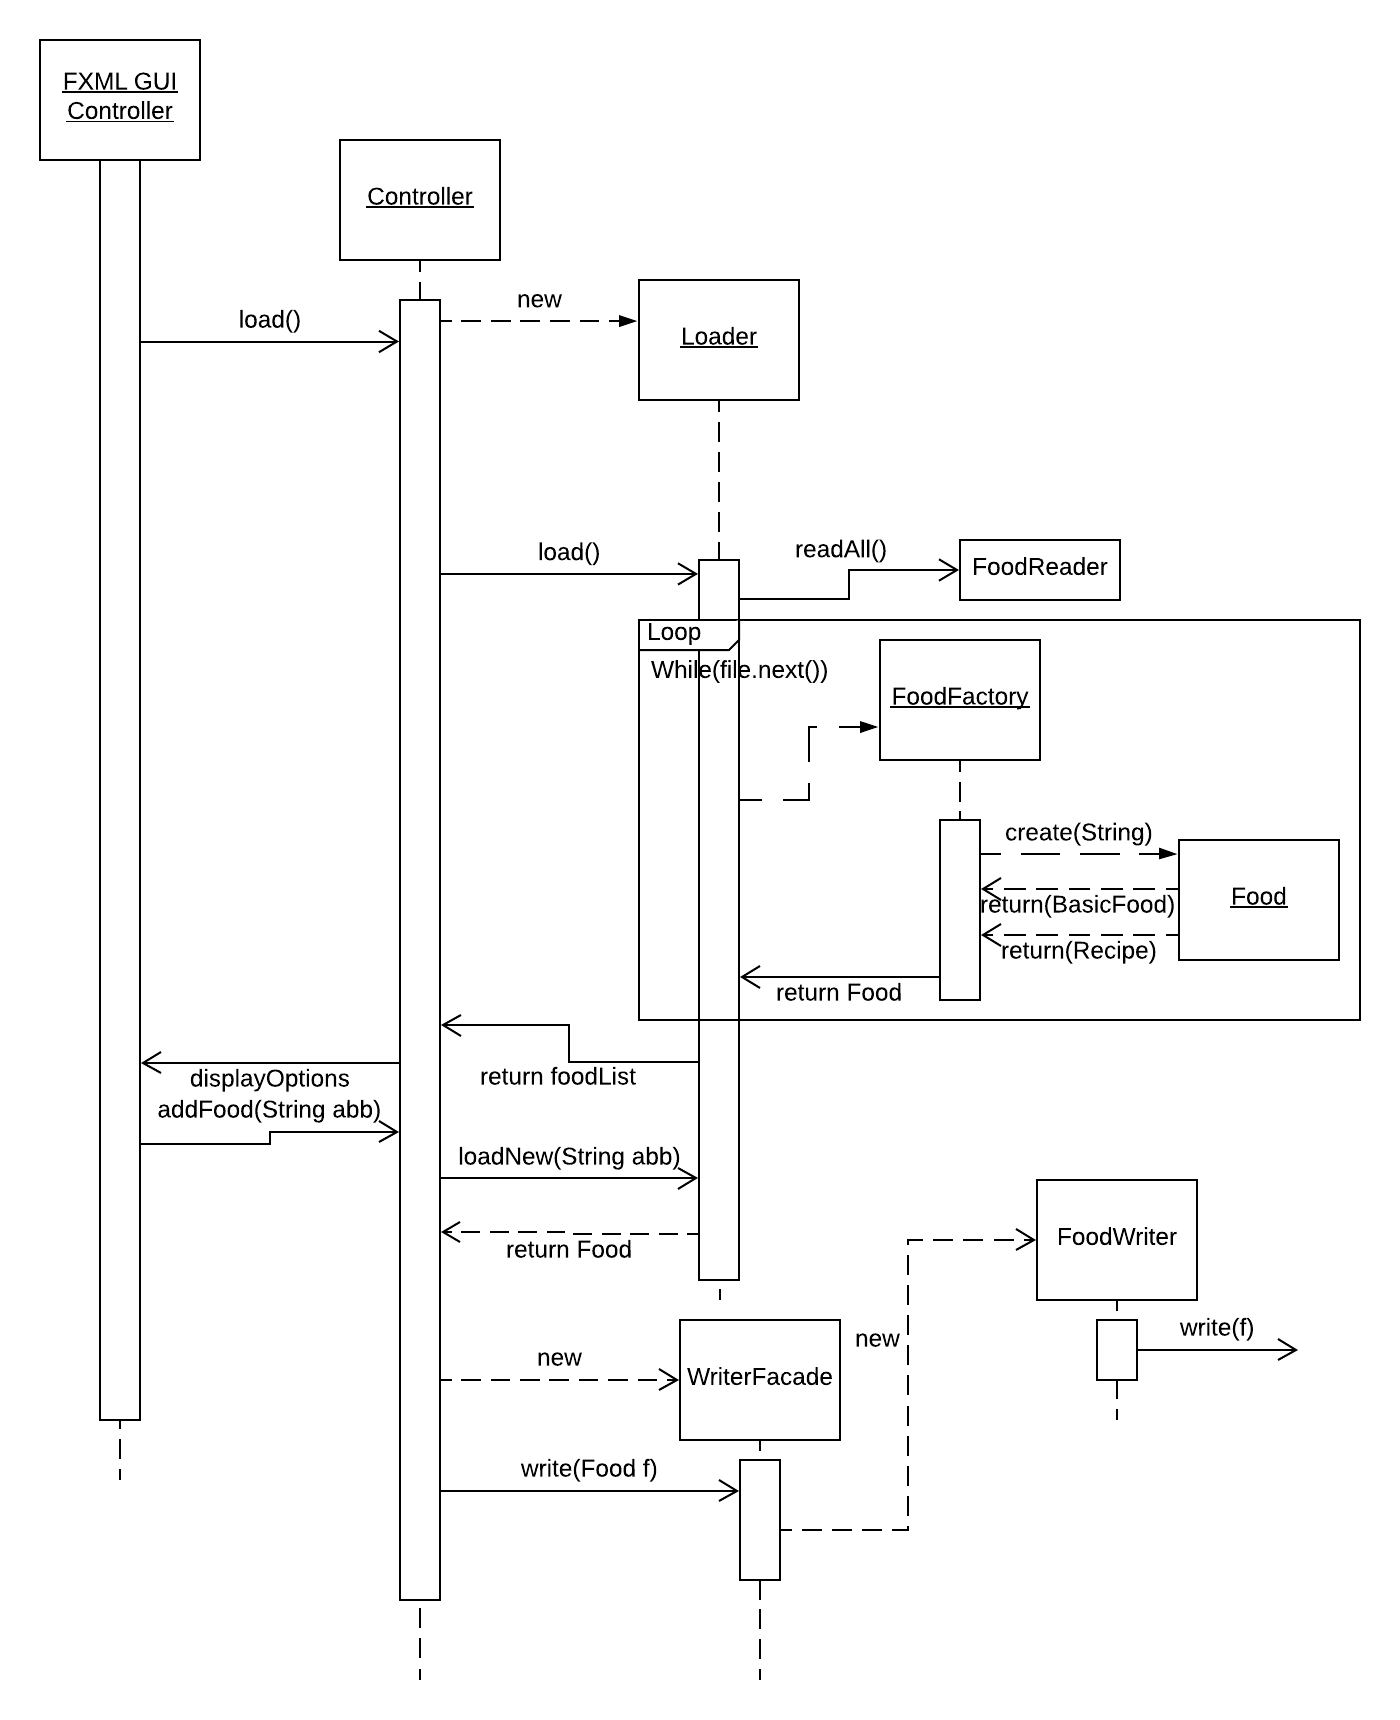 FXML GUI
Controller
Controller
new
load()
Loader
load()
readAll()
FoodReader
Loop
While(file.next())
FoodFactory
create(String)
return(BasicFood)
Food
return(Recipe)
return Food
return foodList
displayOptions
addFood(String abb)
loadNew(String abb)
return Food
FoodWriter
write(f)
new
new
WriterFacade
write(Food f)